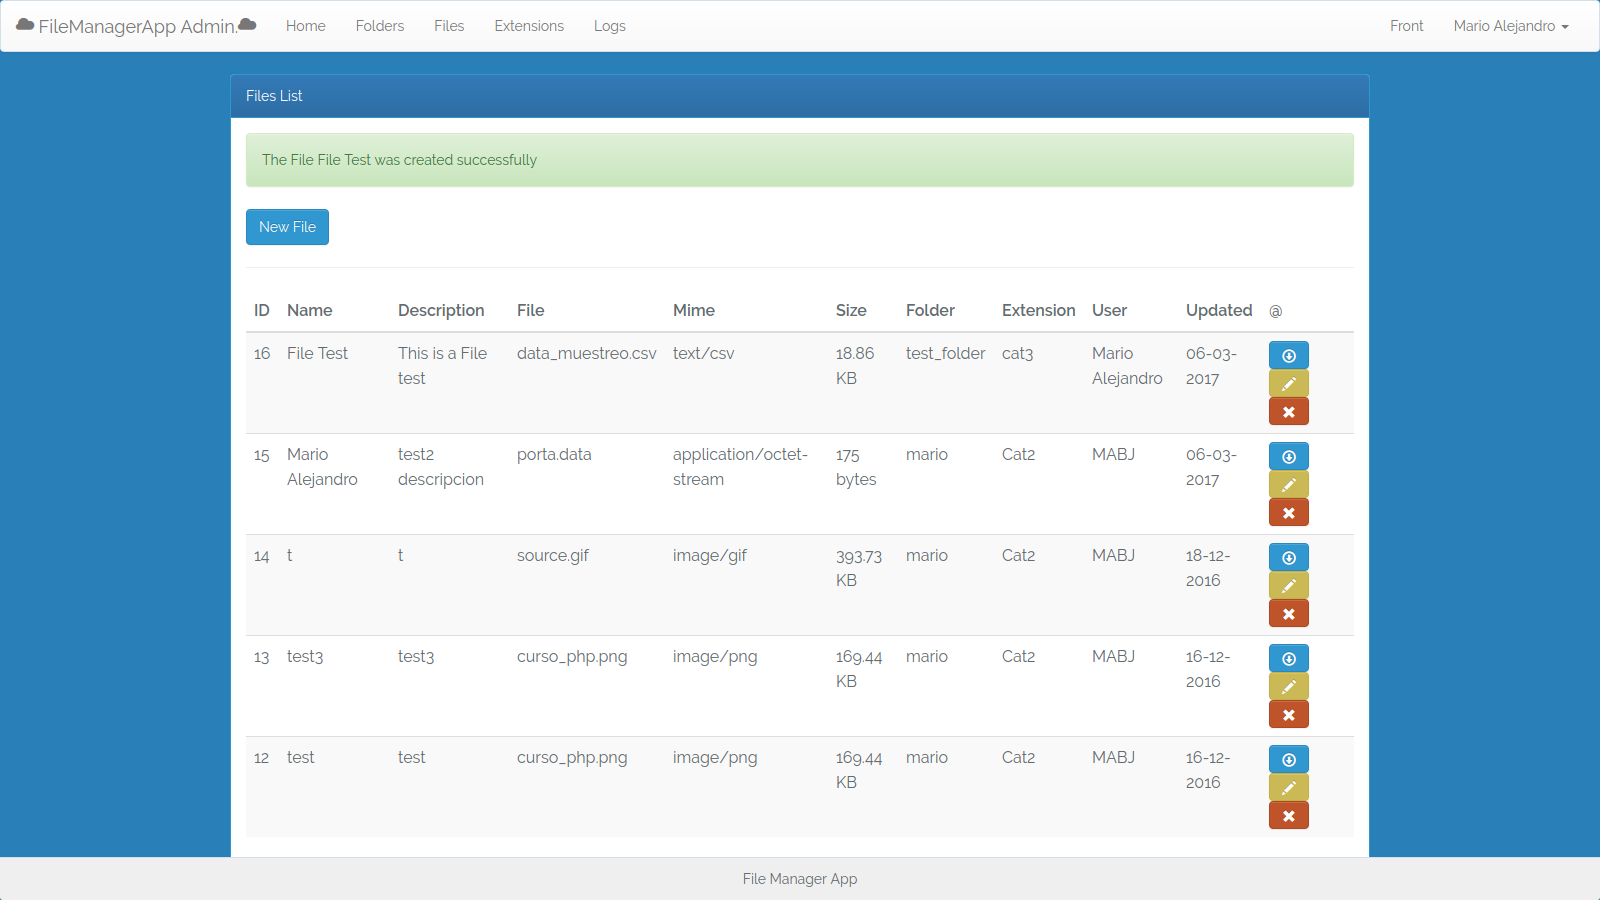 FileManagerApp Admin. Home Folders Files Extensions Logs Front Mario Alejandro
Files List
The File File Test was created successfully
New File
ID Name Description File Mime Size Folder Extension User Updated @
16 File Test This is a File data_muestreo.csv text/csv 18.86 test_folder cat3 Mario 06-03-
test KB Alejandro 2017
15 Mario test2 porta.data application/octet- 175 mario Cat2 MABJ 06-03-
Alejandro descripcion stream bytes 2017
14 t t source.gif image/gif 393.73 mario Cat2 MABJ 18-12-
KB 2016
13 test3 test3 curso_php.png image/png 169.44 mario Cat2 MABJ 16-12-
KB 2016
12 test test curso_php.png image/png 169.44 mario Cat2 MABJ 16-12-
KB 2016
File Manager App